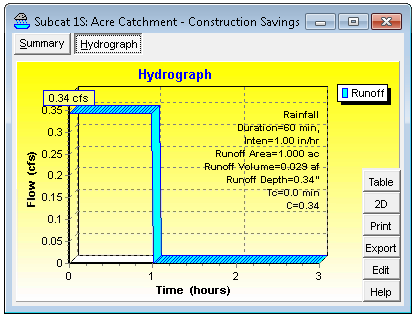 Subcat 1S: Acre Catchment - Construction Savings
Summary
Hydrograph
Hydrograph
Runoff
0.34 cfs
Rainfall
Duration=60 min,
Inten=1.00 in/hr
Runoff Area=1.000 ac
Runoff Volume=0.029 af
Runoff Depth=0.34"
Tc=0.0 min
C=0.34
Flow (cfs)
0.35
0.3
0.25
0.2
0.15
0.1
0.05
0
0 1 2 3
Time (hours)
Table
2D
Print
Export
Edit
Help